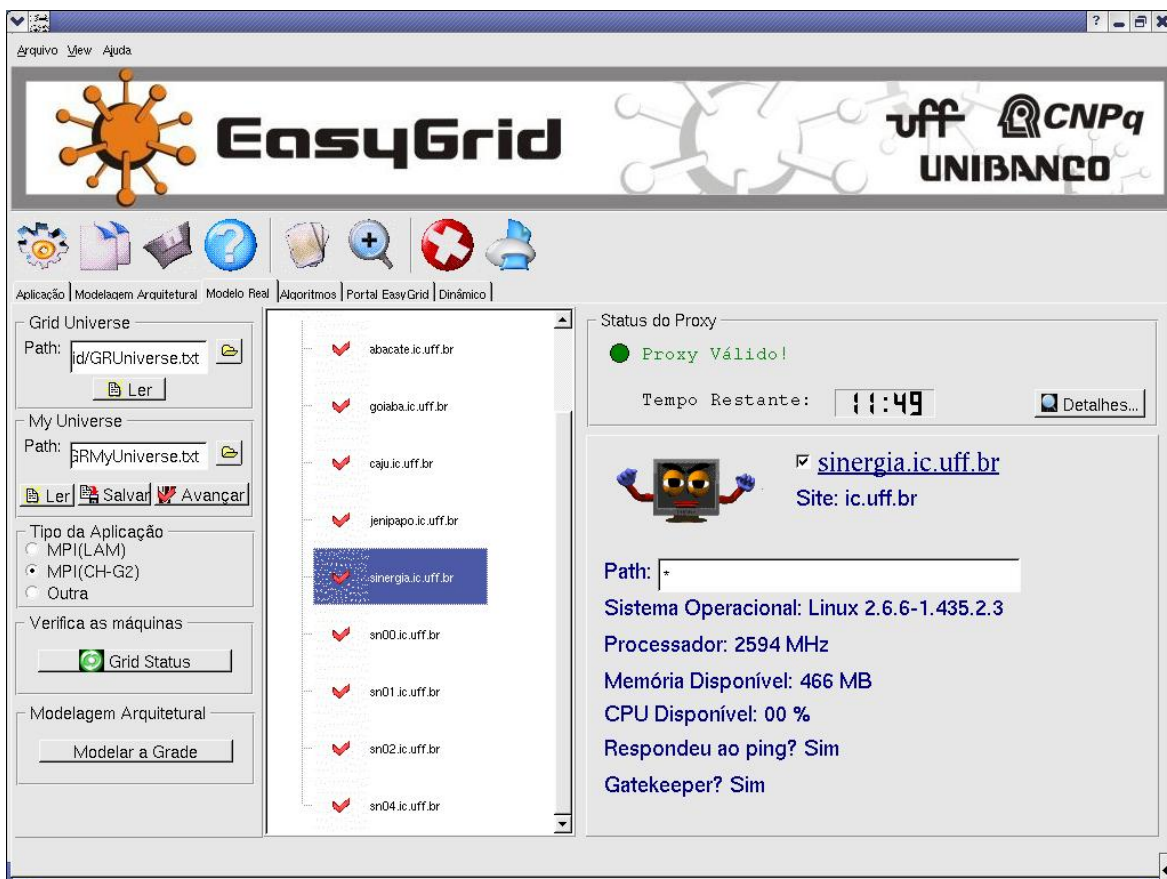 ?
Arquivo View Ajuda
EasyGrid
uff CNPq
UNIBANCO
Aplicação Modelagem Arquitetural Modelo Real Algoritmos Portal EasyGrid Dinâmico
Grid Universe
Path: id/GRUniverse.txt
Ler
My Universe
Path: GRMyUniverse.txt
Ler Salvar Avançar
Tipo da Aplicação
MPI(LAM)
MPI(CH-G2)
Outra
Verifica as máquinas
Grid Status
Modelagem Arquitetural
Modelar a Grade
abacate.ic.uff.br
goiaba.ic.uff.br
caju.ic.uff.br
jenipapo.ic.uff.br
sinergia.ic.uff.br
sn00.ic.uff.br
sn01.ic.uff.br
sn02.ic.uff.br
sn04.ic.uff.br
Status do Proxy
Proxy Válido!
Tempo Restante: 11:49 Detalhes...
sinergia.ic.uff.br
Site: ic.uff.br
Path: *
Sistema Operacional: Linux 2.6.6-1.435.2.3
Processador: 2594 MHz
Memória Disponível: 466 MB
CPU Disponível: 00 %
Respondeu ao ping? Sim
Gatekeeper? Sim